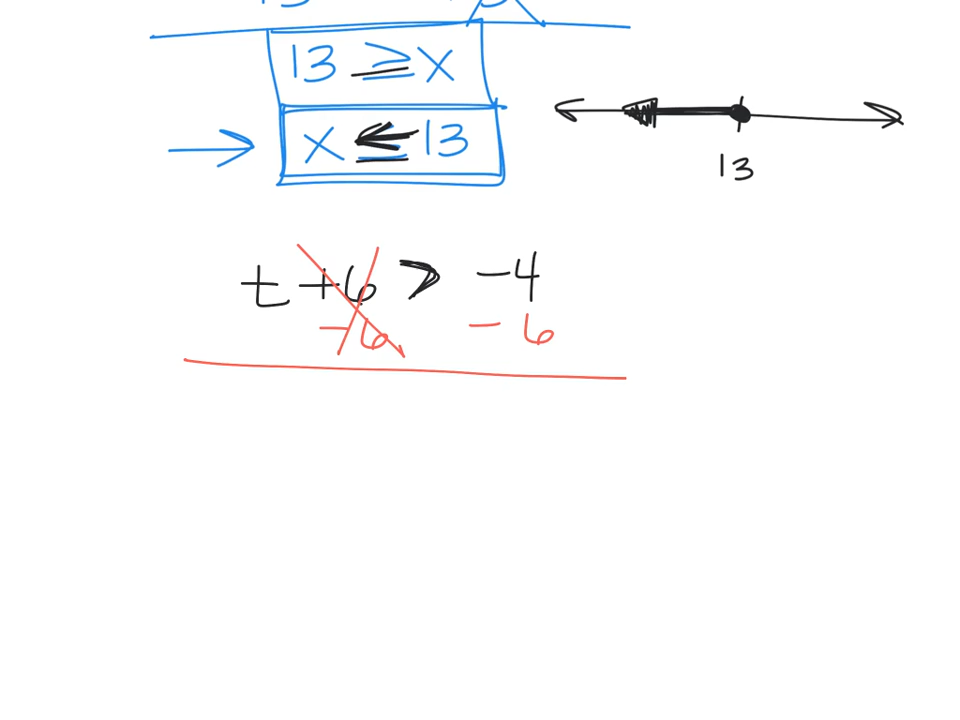 13 ≥ x
x ≤ 13
13
t + 6 > -4
-6 -6